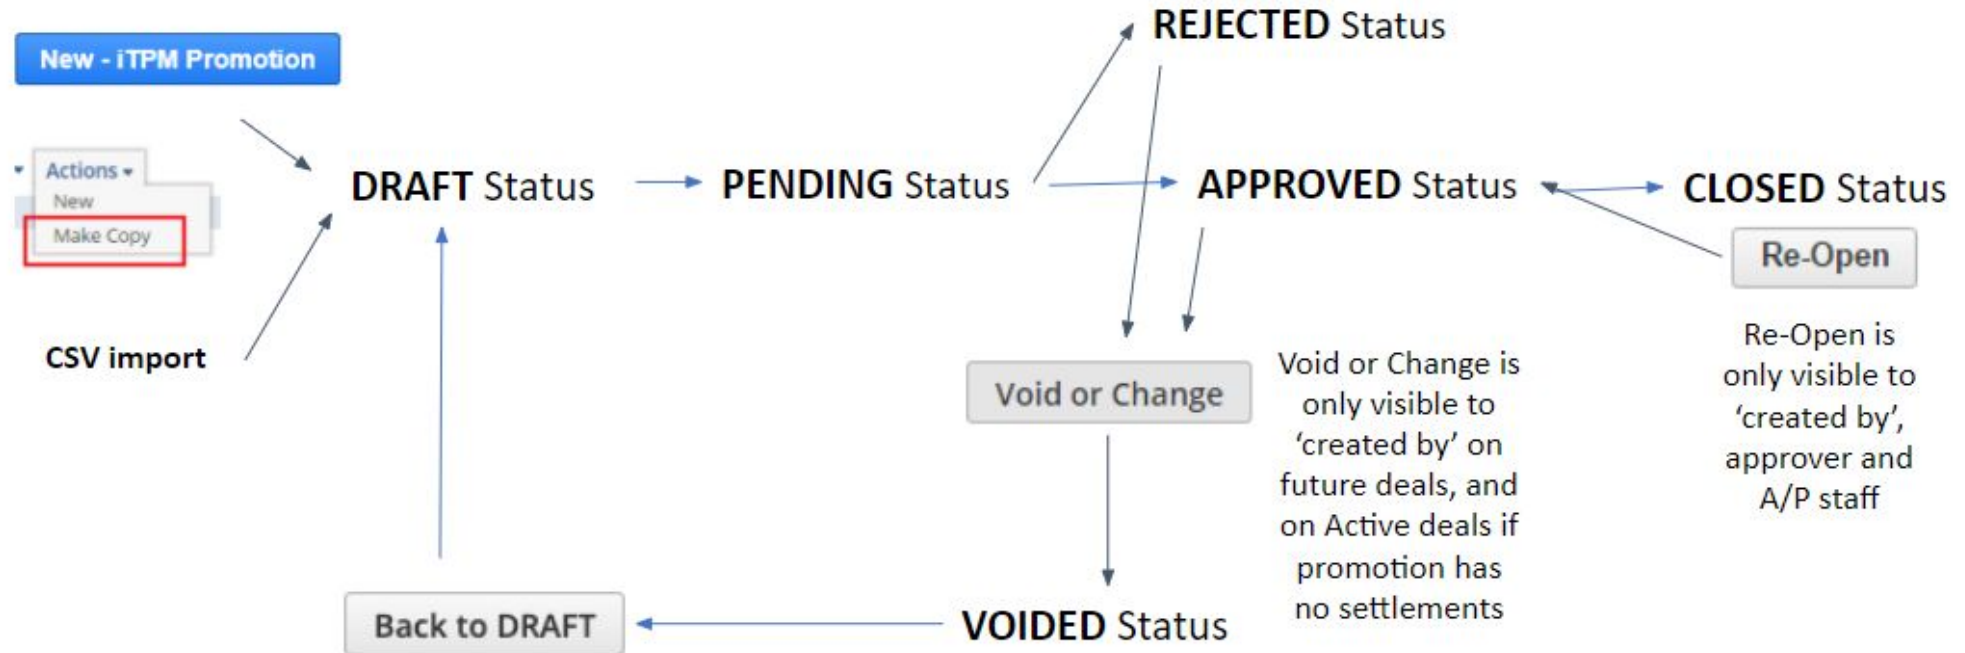 REJECTED Status
New - iTPM Promotion
Actions
New
Make Copy
DRAFT Status
PENDING Status
APPROVED Status
CLOSED Status
Re-Open
CSV import
Void or Change
Void or Change is
only visible to
‘created by’ on
future deals, and
on Active deals if
promotion has
no settlements
Re-Open is
only visible to
‘created by’,
approver and
A/P staff
Back to DRAFT
VOIDED Status